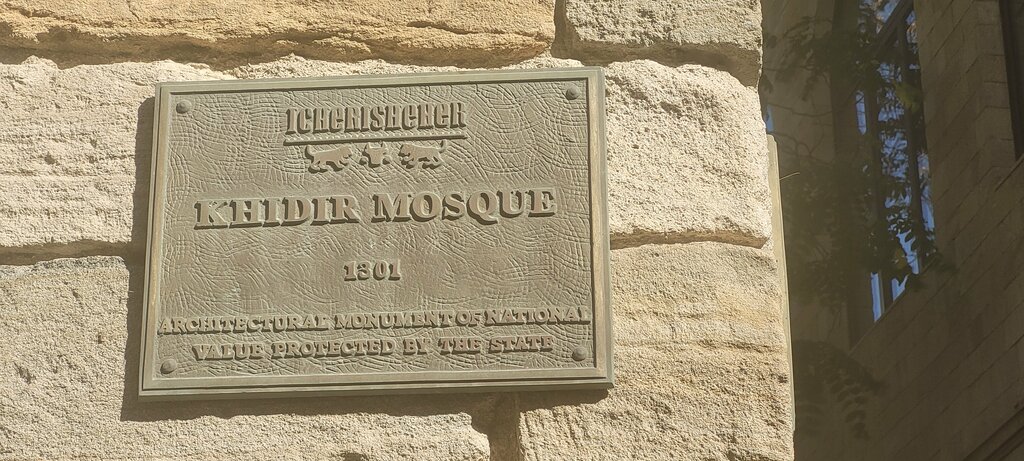 ICHERISHEHER
KHIDIR MOSQUE
1301
ARCHITECTURAL MONUMENT OF NATIONAL
VALUE PROTECTED BY THE STATE